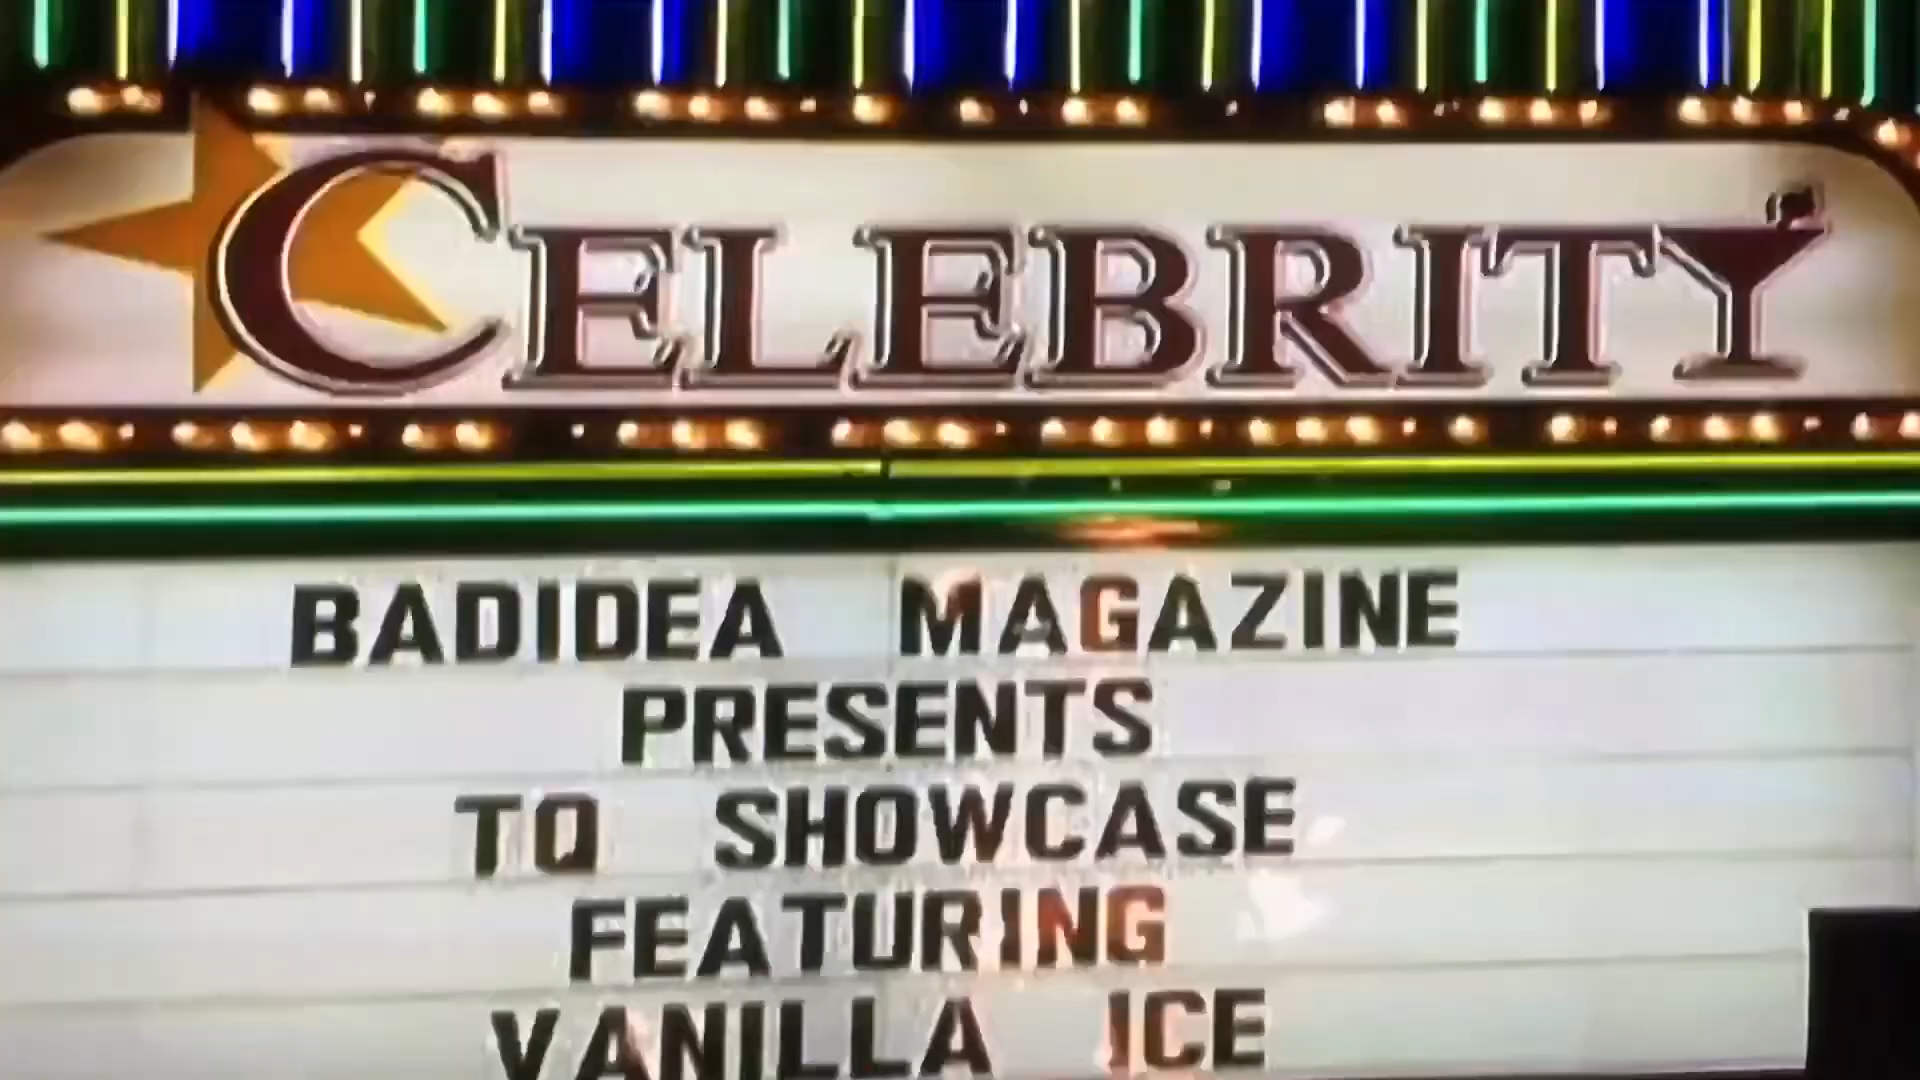 CELEBRITY
BADIDEA MAGAZINE
PRESENTS
TQ SHOWCASE
FEATURING
VANILLA ICE